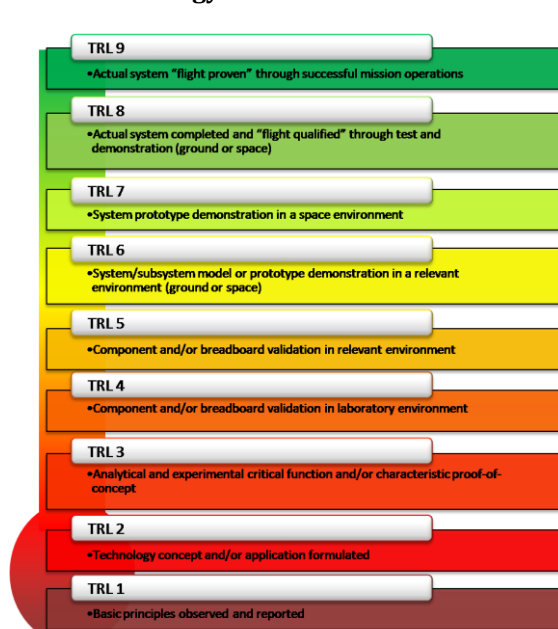 TRL 9
•Actual system “flight proven” through successful mission operations
TRL 8
•Actual system completed and “flight qualified” through test and
demonstration (ground or space)
TRL 7
•System prototype demonstration in a space environment
TRL 6
•System/subsystem model or prototype demonstration in a relevant
environment (ground or space)
TRL 5
•Component and/or breadboard validation in relevant environment
TRL 4
•Component and/or breadboard validation in laboratory environment
TRL 3
•Analytical and experimental critical function and/or characteristic proof-of-
concept
TRL 2
•Technology concept and/or application formulated
TRL 1
•Basic principles observed and reported